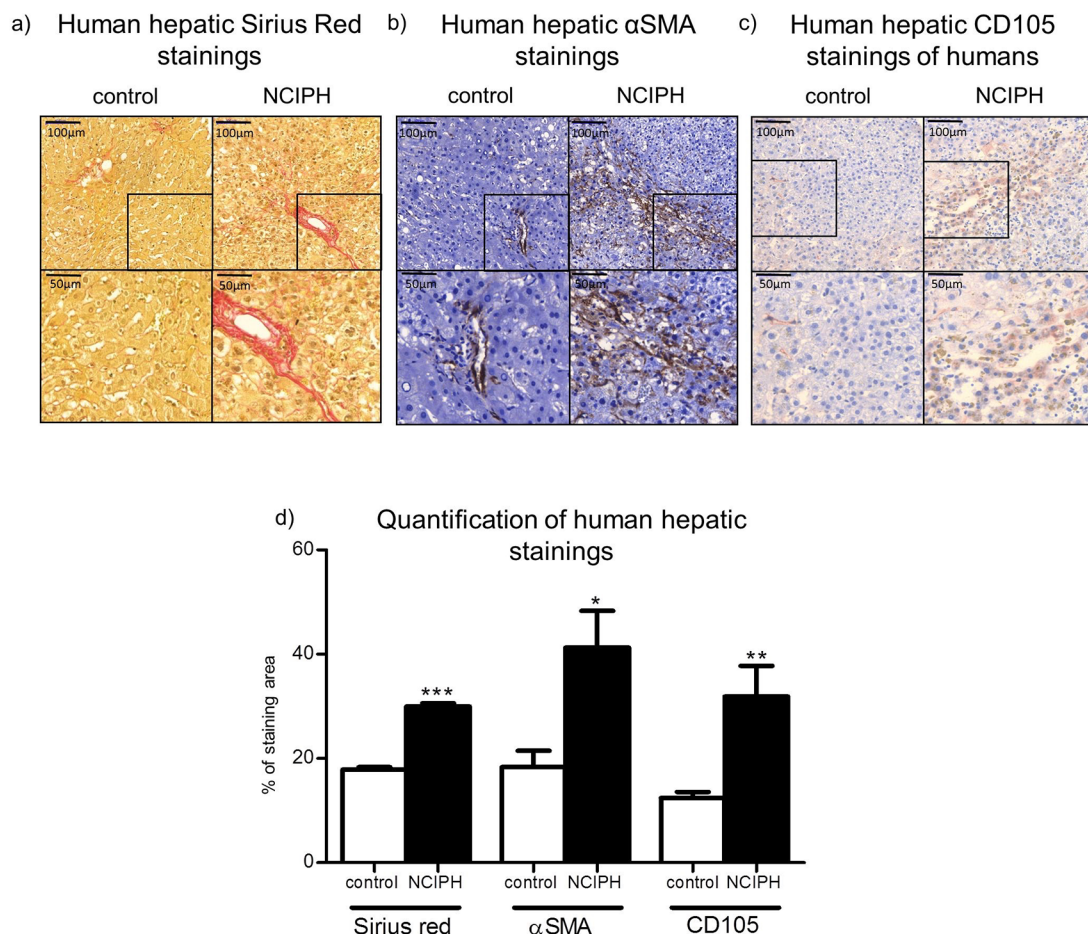 a) Human hepatic Sirius Red
stainings
control NCIPH
100µm 100µm
50µm 50µm
b) Human hepatic αSMA
stainings
control NCIPH
100µm 100µm
50µm 50µm
c) Human hepatic CD105
stainings of humans
control NCIPH
100µm 100µm
50µm 50µm
d) Quantification of human hepatic
stainings
% of staining area
60
40
20
0
*** * **
control NCIPH control NCIPH control NCIPH
Sirius red αSMA CD105